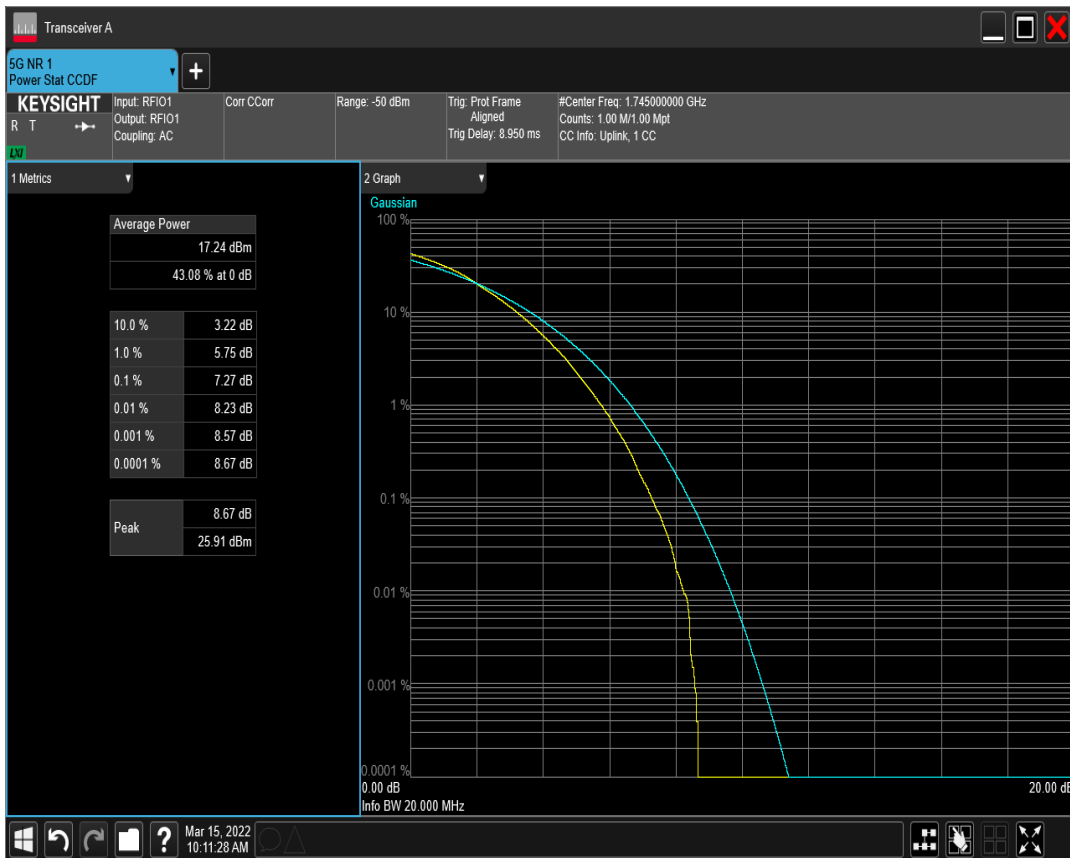 Transceiver A
5G NR 1
Power Stat CCDF
KEYSIGHT
R T
LXI
Input: RFIO1
Output: RFIO1
Coupling: AC
Corr CCorr
Range: -50 dBm
Trig: Prot Frame
Aligned
Trig Delay: 8.950 ms
#Center Freq: 1.745000000 GHz
Counts: 1.00 M/1.00 Mpt
CC Info: Uplink, 1 CC
1 Metrics
Average Power
17.24 dBm
43.08 % at 0 dB
10.0 % 3.22 dB
1.0 % 5.75 dB
0.1 % 7.27 dB
0.01 % 8.23 dB
0.001 % 8.57 dB
0.0001 % 8.67 dB
Peak 8.67 dB
25.91 dBm
2 Graph
Gaussian
100 %
10 %
1 %
0.1 %
0.01 %
0.001 %
0.0001 %
0.00 dB 20.00 dB
Info BW 20.000 MHz
Mar 15, 2022
10:11:28 AM